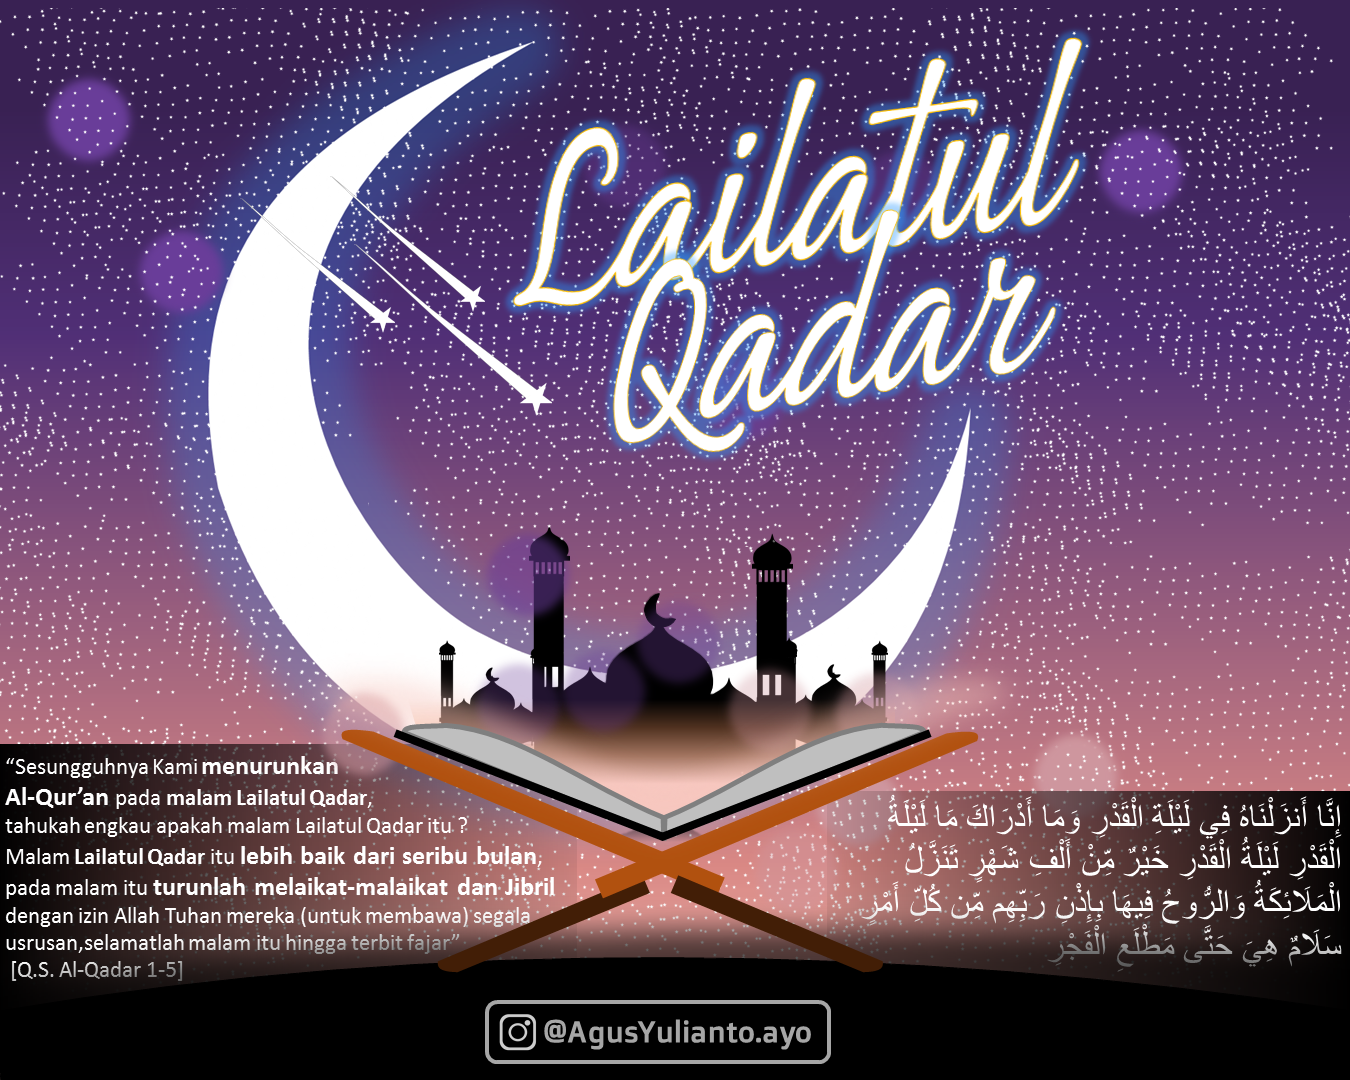 Lailatul
Qadar
“Sesungguhnya Kami menurunkan
Al-Qur’an pada malam Lailatul Qadar,
tahukah engkau apakah malam Lailatul Qadar itu ?
Malam Lailatul Qadar itu lebih baik dari seribu bulan,
pada malam itu turunlah melaikat-malaikat dan Jibril
dengan izin Allah Tuhan mereka (untuk membawa) segala
usrusan,selamatlah malam itu hingga terbit fajar”
[Q.S. Al-Qadar 1-5]
إِنَّا أَنزَلْنَاهُ فِي لَيْلَةِ الْقَدْرِ وَمَا أَدْرَاكَ مَا لَيْلَةُ
الْقَدْرِ لَيْلَةُ الْقَدْرِ خَيْرٌ مِّنْ أَلْفِ شَهْرٍ تَنَزَّلُ
الْمَلَائِكَةُ وَالرُّوحُ فِيهَا بِإِذْنِ رَبِّهِم مِّن كُلِّ أَمْرٍ
سَلَامٌ هِيَ حَتَّى مَطْلَعِ الْفَجْرِ
@AgusYulianto.ayo